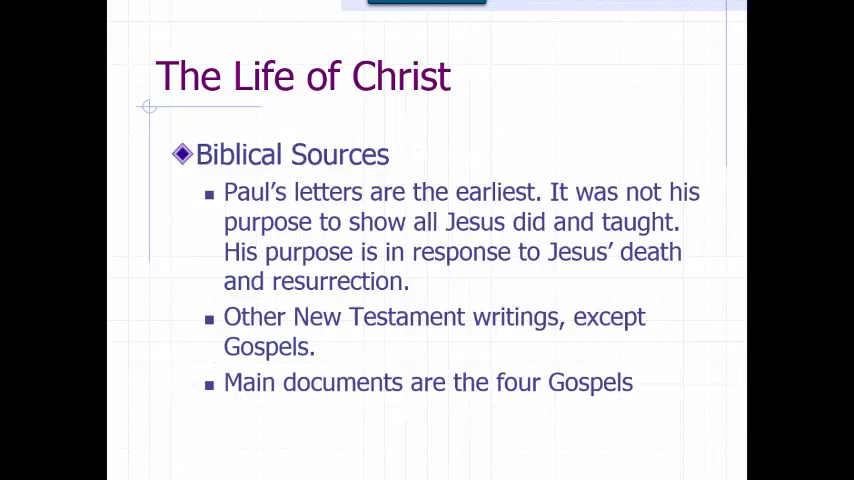 The Life of Christ
Biblical Sources
Paul's letters are the earliest. It was not his
purpose to show all Jesus did and taught.
His purpose is in response to Jesus' death
and resurrection.
Other New Testament writings, except
Gospels.
Main documents are the four Gospels